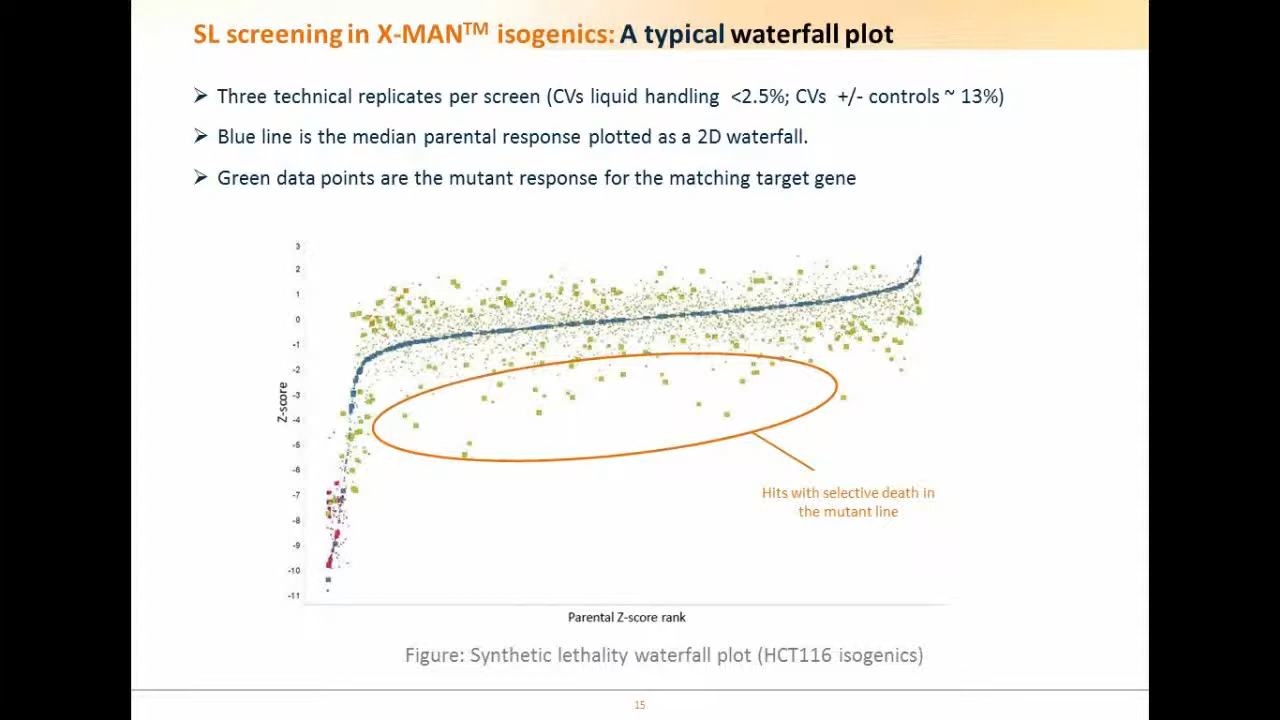 SL screening in X-MAN™ isogenics: A typical waterfall plot
➢ Three technical replicates per screen (CVs liquid handling <2.5%; CVs +/- controls ~ 13%)
➢ Blue line is the median parental response plotted as a 2D waterfall.
➢ Green data points are the mutant response for the matching target gene
3
2
1
0
-1
-2
-3
-4
-5
-6
-7
-8
-9
-10
-11
Z-score
Hits with selective death in
the mutant line
Parental Z-score rank
Figure: Synthetic lethality waterfall plot (HCT116 isogenics)
15